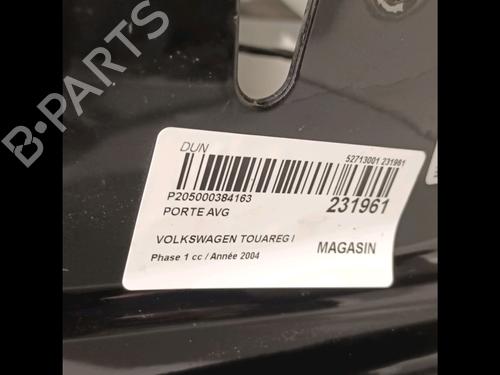 B-PARTS
DUN
52713001 231961
P205000384163
231961
PORTE AVG
VOLKSWAGEN TOUAREG I
MAGASIN
Phase 1 cc / Année 2004